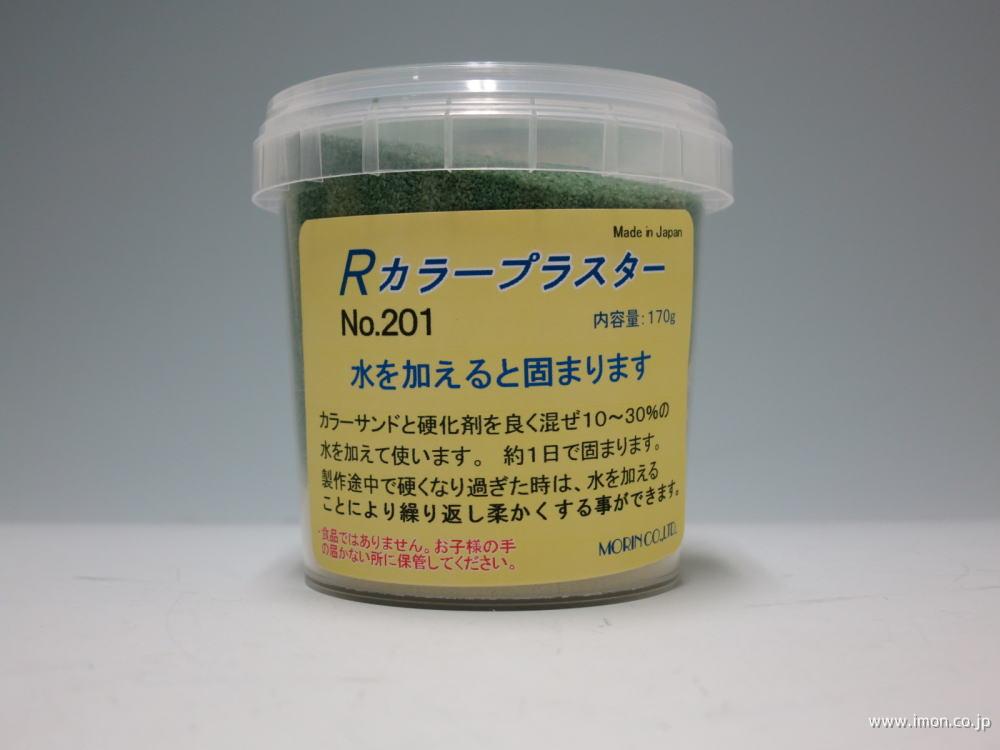 Made in Japan
Rカラープラスター
No.201
内容量:170g
水を加えると固まります
カラーサンドと硬化剤を良く混ぜ10~30%の
水を加えて使います。 約1日で固まります。
製作途中で硬くなり過ぎた時は、水を加える
ことにより繰り返し柔かくする事ができます。
・食品ではありません。お子様の手
の届かない所に保管してください。
MORIN CO.,LTD.
www.imon.co.jp